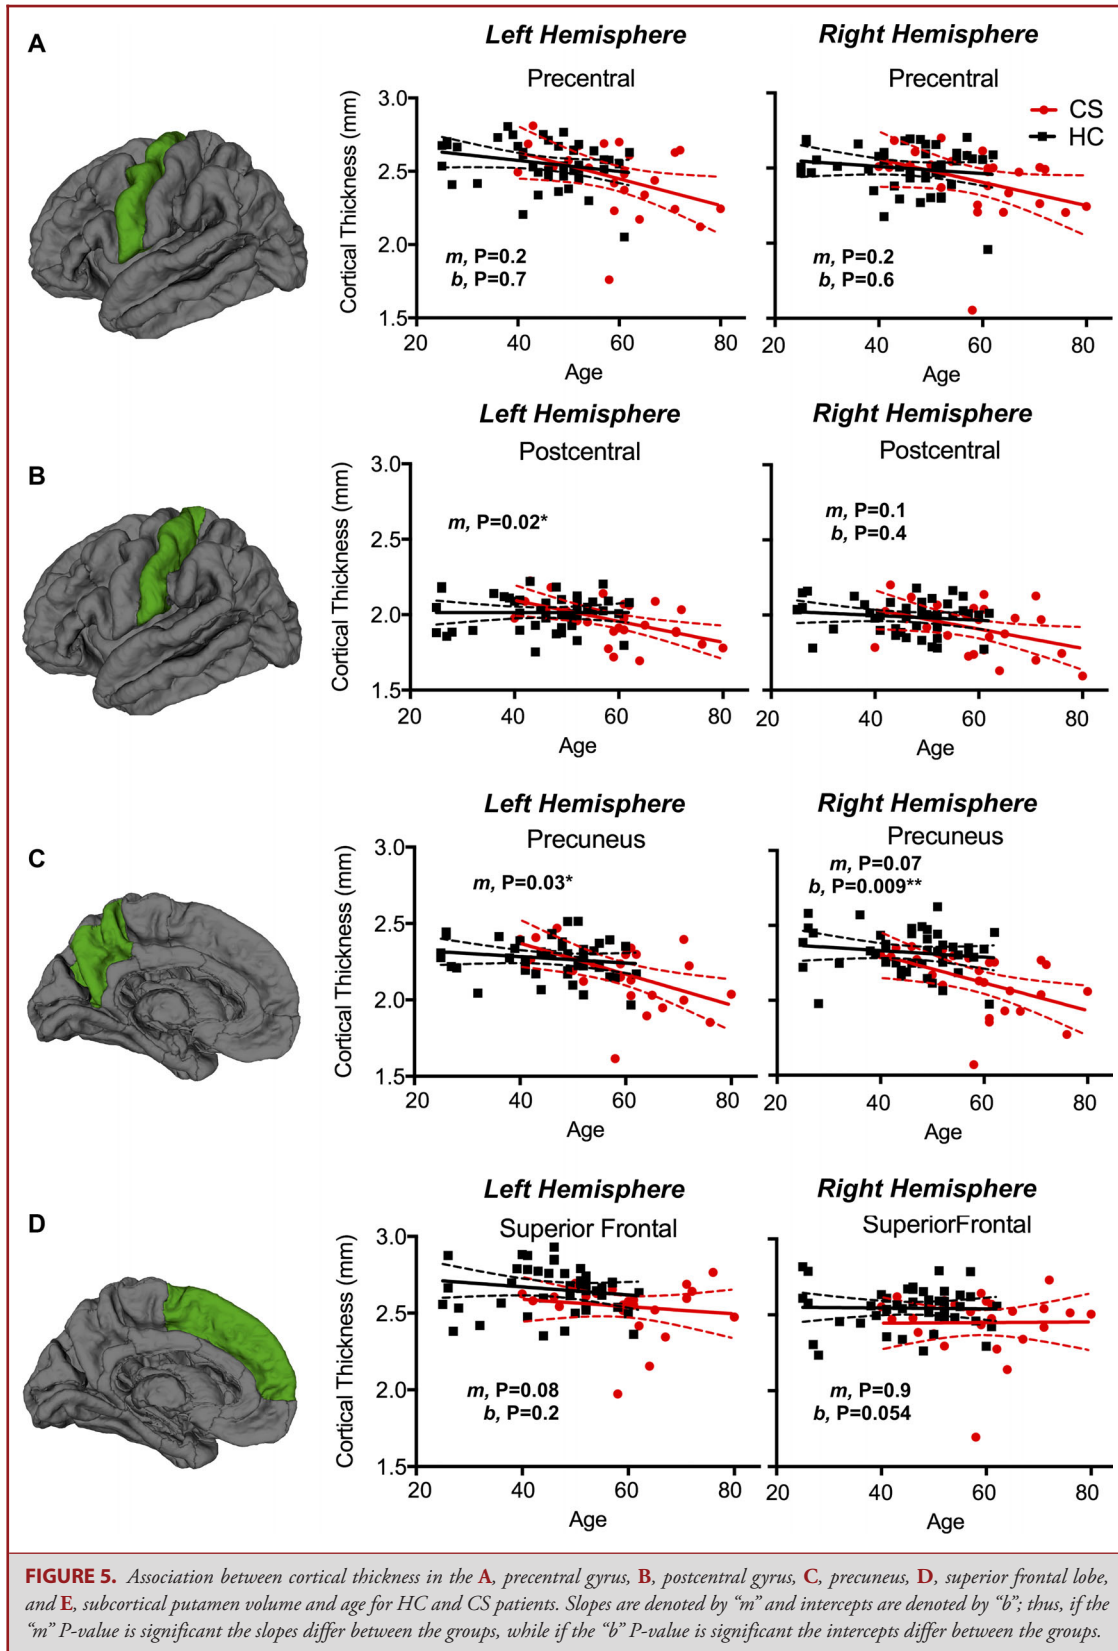 A
Left Hemisphere
Right Hemisphere
Precentral
Precentral
CS
HC
Cortical Thickness (mm)
3.0
2.5
2.0
1.5
m, P=0.2
b, P=0.7
m, P=0.2
b, P=0.6
20 40 60 80
20 40 60 80
Age
Age
B
Left Hemisphere
Right Hemisphere
Postcentral
Postcentral
Cortical Thickness (mm)
3.0
2.5
2.0
1.5
m, P=0.02*
m, P=0.1
b, P=0.4
20 40 60 80
20 40 60 80
Age
Age
C
Left Hemisphere
Right Hemisphere
Precuneus
Precuneus
Cortical Thickness (mm)
3.0
2.5
2.0
1.5
m, P=0.03*
m, P=0.07
b, P=0.009**
20 40 60 80
20 40 60 80
Age
Age
D
Left Hemisphere
Right Hemisphere
Superior Frontal
SuperiorFrontal
Cortical Thickness (mm)
3.0
2.5
2.0
1.5
m, P=0.08
b, P=0.2
m, P=0.9
b, P=0.054
20 40 60 80
20 40 60 80
Age
Age
FIGURE 5. Association between cortical thickness in the A, precentral gyrus, B, postcentral gyrus, C, precuneus, D, superior frontal lobe,
and E, subcortical putamen volume and age for HC and CS patients. Slopes are denoted by “m” and intercepts are denoted by “b”; thus, if the
“m” P-value is significant the slopes differ between the groups, while if the “b” P-value is significant the intercepts differ between the groups.